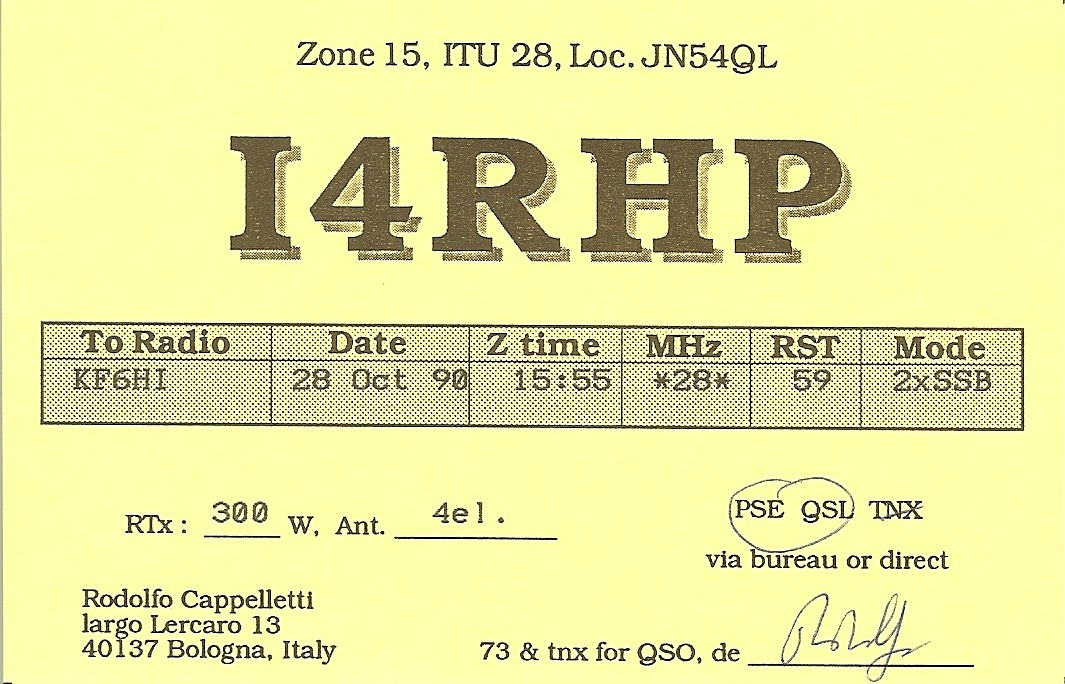 Zone 15, ITU 28, Loc. JN54QL
I4RHP
To Radio Date Z time MHz RST Mode
KF6HI 28 Oct 90 15:55 *28* 59 2xSSB
RTx: 300 W, Ant. 4el.
PSE QSL TNX
via bureau or direct
Rodolfo Cappelletti
largo Lercaro 13
40137 Bologna, Italy
73 & tnx for QSO, de